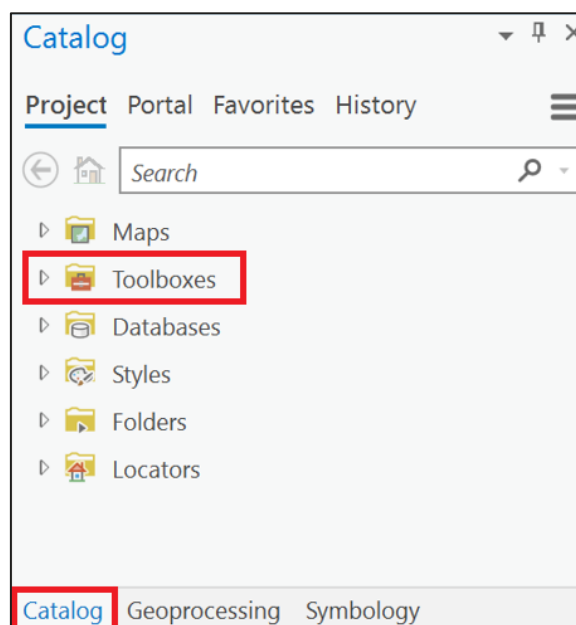 Catalog
Project Portal Favorites History
Search
Maps
Toolboxes
Databases
Styles
Folders
Locators
Catalog Geoprocessing Symbology